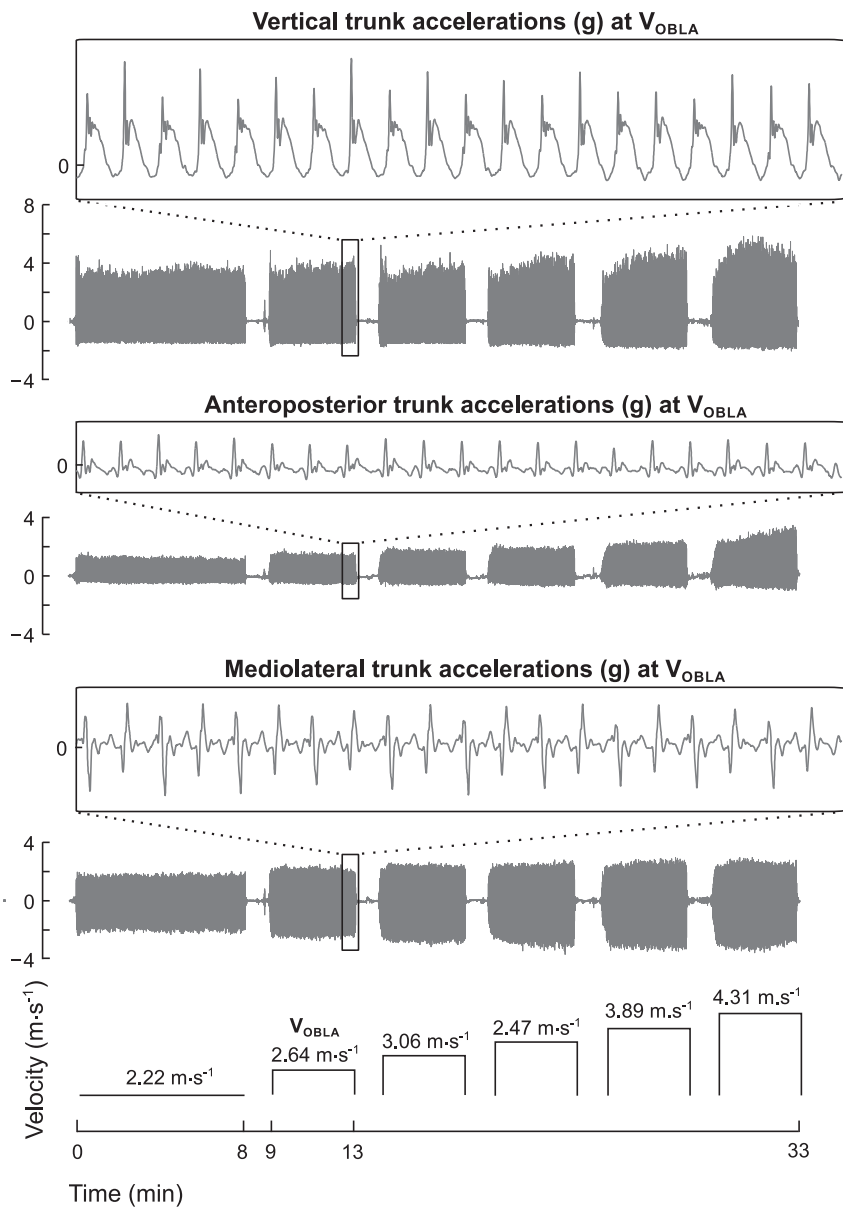 Vertical trunk accelerations (g) at VOBLA
0
8
4
0
−4
Anteroposterior trunk accelerations (g) at VOBLA
0
4
0
−4
Mediolateral trunk accelerations (g) at VOBLA
0
4
0
−4
Velocity (m·s-1)
2.22 m·s-1
VOBLA
2.64 m·s-1
3.06 m·s-1
2.47 m·s-1
3.89 m.s-1
4.31 m.s-1
0 8 9 13 33
Time (min)